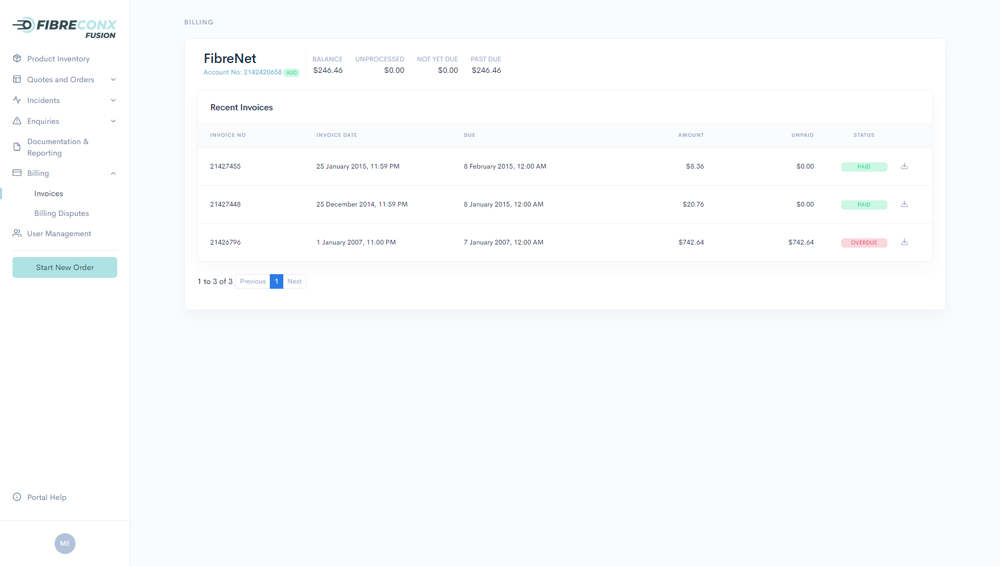 FIBRECONX
FUSION
Product Inventory
Quotes and Orders
Incidents
Enquiries
Documentation &
Reporting
Billing
Invoices
Billing Disputes
User Management
Start New Order
Portal Help
ME
BILLING
FibreNet
Account No: 2142420658 AUD
BALANCE UNPROCESSED NOT YET DUE PAST DUE
$246.46 $0.00 $0.00 $246.46
Recent Invoices
INVOICE NO INVOICE DATE DUE AMOUNT UNPAID STATUS
21427455 25 January 2015, 11:59 PM 8 February 2015, 12:00 AM $8.36 $0.00 PAID
21427448 25 December 2014, 11:59 PM 8 January 2015, 12:00 AM $20.76 $0.00 PAID
21426796 1 January 2007, 11:00 PM 7 January 2007, 12:00 AM $742.64 $742.64 OVERDUE
1 to 3 of 3 Previous 1 Next